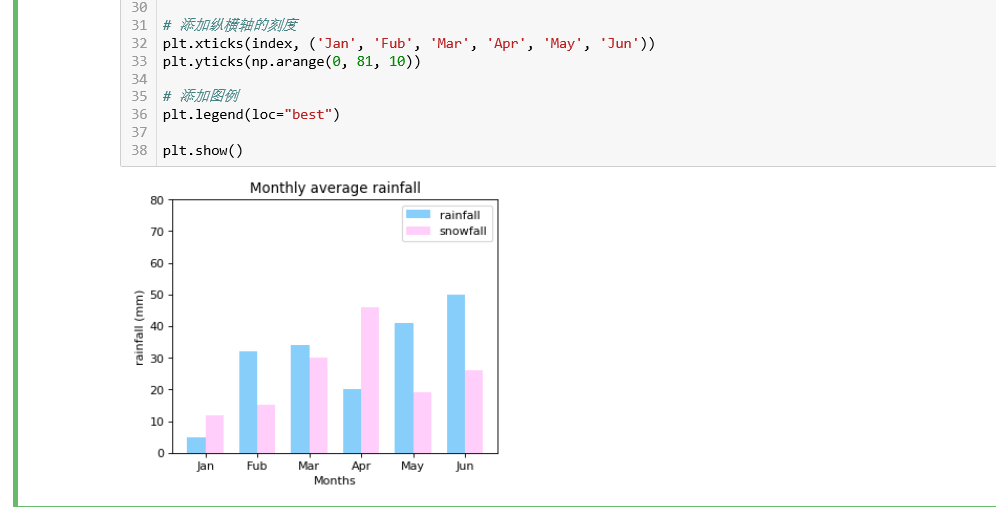 30
31 # 添加纵横轴的刻度
32 plt.xticks(index, ('Jan', 'Fub', 'Mar', 'Apr', 'May', 'Jun'))
33 plt.yticks(np.arange(0, 81, 10))
34
35 # 添加图例
36 plt.legend(loc="best")
37
38 plt.show()
Monthly average rainfall
80
rainfall
snowfall
70
60
50
40
30
20
10
0
rainfall (mm)
Jan Fub Mar Apr May Jun
Months